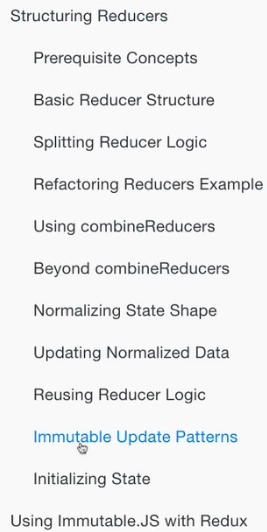 Structuring Reducers
Prerequisite Concepts
Basic Reducer Structure
Splitting Reducer Logic
Refactoring Reducers Example
Using combineReducers
Beyond combineReducers
Normalizing State Shape
Updating Normalized Data
Reusing Reducer Logic
Immutable Update Patterns
Initializing State
Using Immutable.JS with Redux